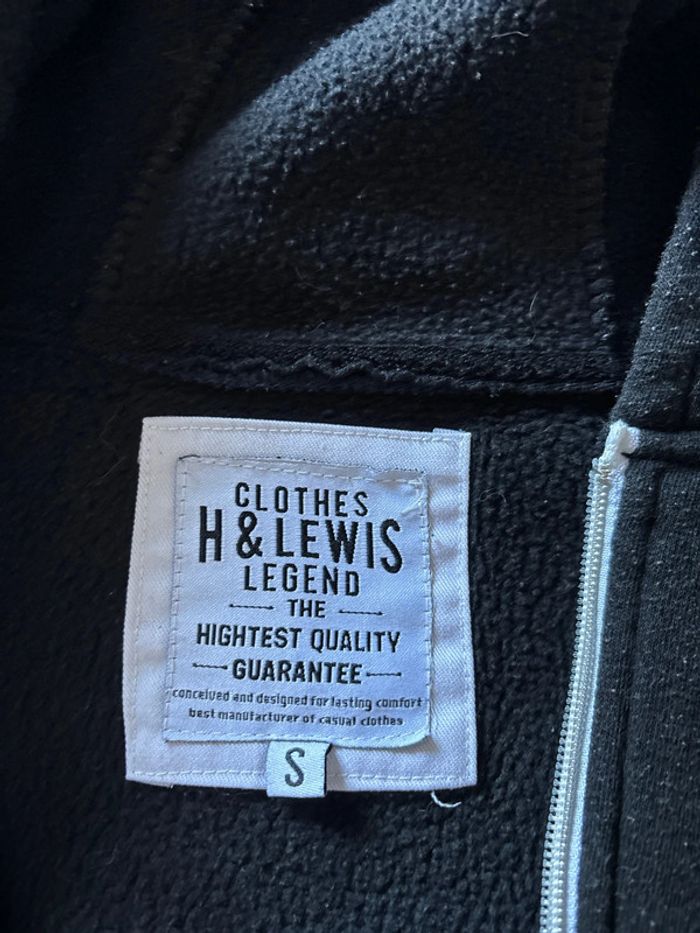 CLOTHES
H & LEWIS
LEGEND
THE
HIGHTEST QUALITY
GUARANTEE
conceived and designed for lasting comfort
best manufacturer of casual clothes
S